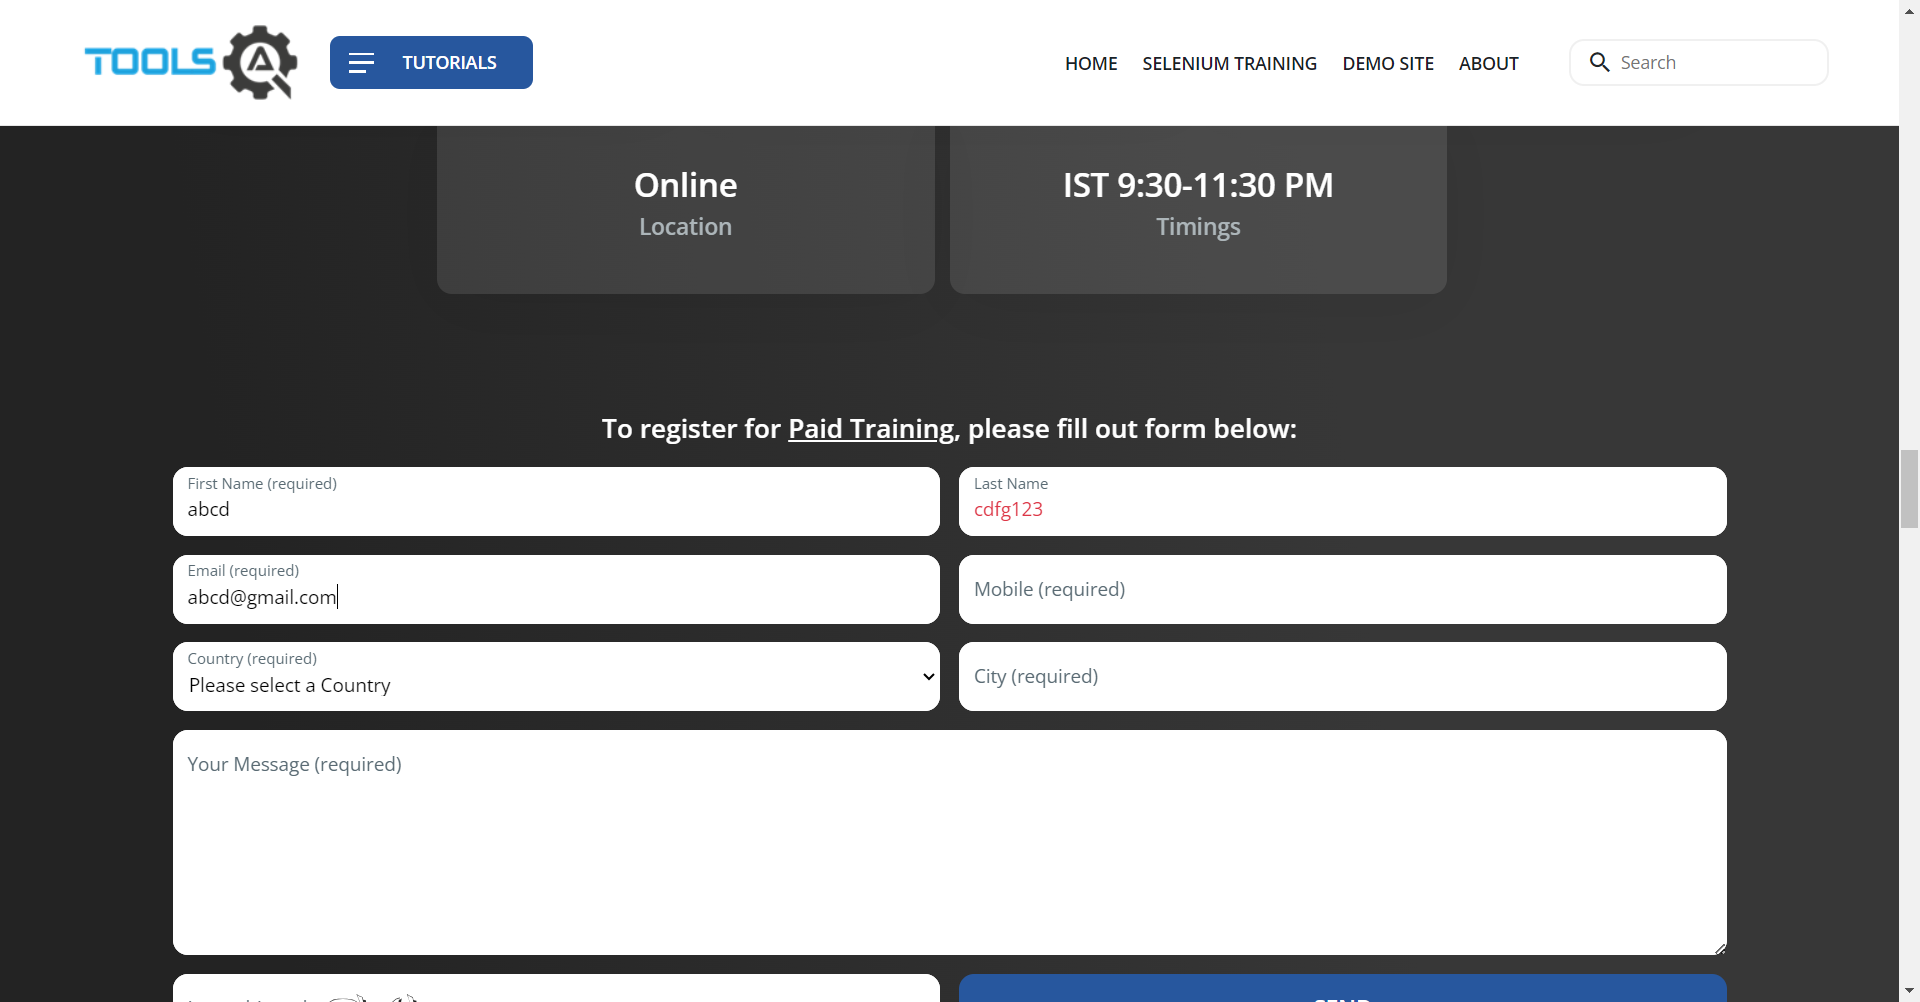 TOOLS QA
TUTORIALS
HOME
SELENIUM TRAINING
DEMO SITE
ABOUT
Search
Online
Location
IST 9:30-11:30 PM
Timings
To register for Paid Training, please fill out form below:
First Name (required)
abcd
Last Name
cdfg123
Email (required)
abcd@gmail.com
Mobile (required)
Country (required)
Please select a Country
City (required)
Your Message (required)
SEND